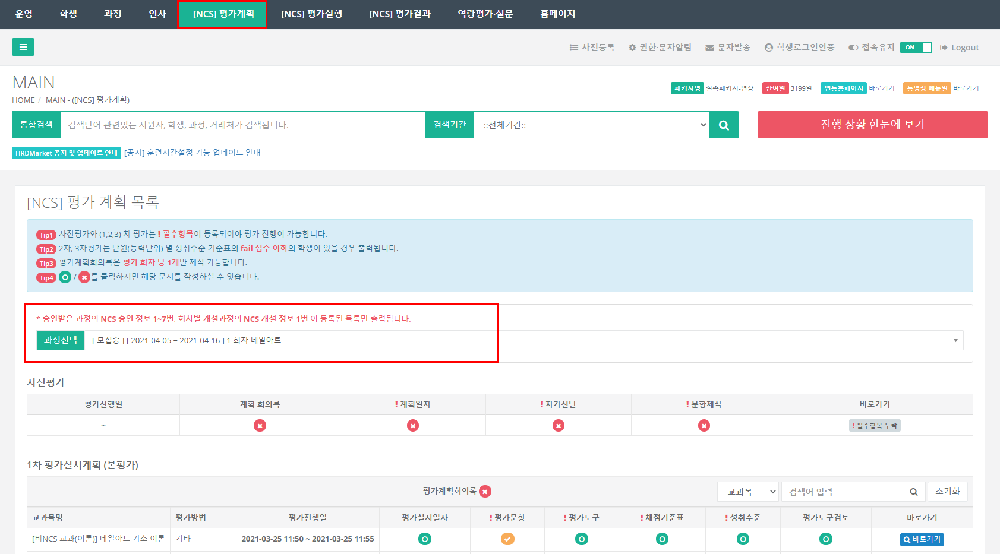 운영 학생 과정 인사 [NCS] 평가계획 [NCS] 평가실행 [NCS] 평가결과 역량평가·설문 홈페이지
사전등록 권한·문자알림 문자발송 학생로그인인증 접속유지 ON Logout
MAIN
HOME / MAIN - ([NCS] 평가계획)
패키지명 실속패키지-연장 잔여일 3199일 연동홈페이지 바로가기 동영상 메뉴얼 바로가기
통합검색 검색단어 관련있는 지원자, 학생, 과정, 거래처가 검색됩니다. 검색기간 ::전체기간:: 진행 상황 한눈에 보기
HRDMarket 공지 및 업데이트 안내 [공지] 훈련시간설정 기능 업데이트 안내
[NCS] 평가 계획 목록
Tip1 사전평가와 (1,2,3) 차 평가는 ! 필수항목이 등록되어야 평가 진행이 가능합니다.
Tip2 2차, 3차평가는 단원(능력단위) 별 성취수준 기준표의 fail 점수 이하의 학생이 있을 경우 출력됩니다.
Tip3 평가계획회의록은 평가 회차 당 1개만 제작 가능합니다.
Tip4 / 를 클릭하시면 해당 문서를 작성하실 수 잇습니다.
* 승인받은 과정의 NCS 승인 정보 1~7번, 회차별 개설과정의 NCS 개설 정보 1번 이 등록된 목록만 출력됩니다.
과정선택 [ 모집중 ] [ 2021-04-05 ~ 2021-04-16 ] 1 회차 네일아트
사전평가
평가진행일 계획 회의록 ! 계획일자 ! 자가진단 ! 문항제작 바로가기
~ ! 필수항목 누락
1차 평가실시계획 (본평가)
평가계획회의록 교과목 검색어 입력 초기화
교과목명 평가방법 평가진행일 평가실시일자 ! 평가문항 ! 평가도구 ! 채점기준표 ! 성취수준 평가도구검토 바로가기
[비NCS 교과(이론)] 네일아트 기초 이론 기타 2021-03-25 11:50 ~ 2021-03-25 11:55 바로가기